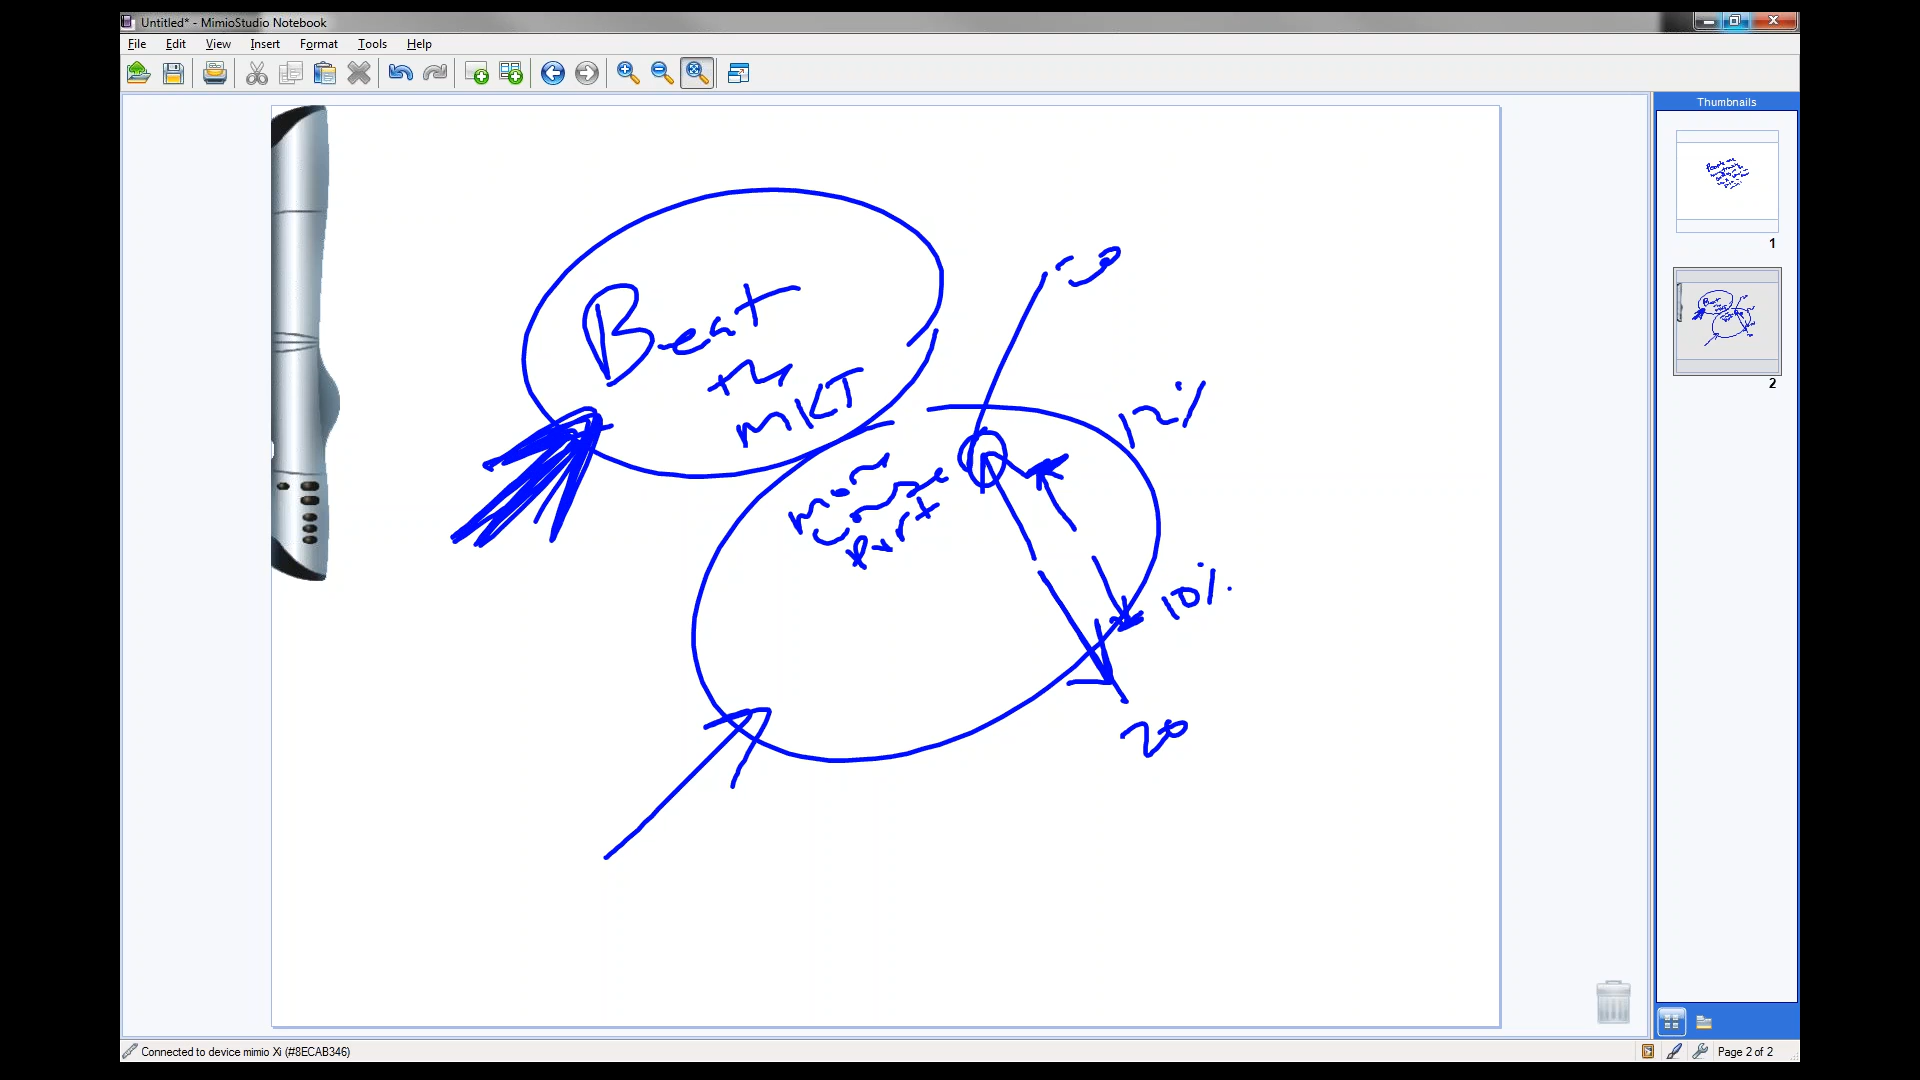 Untitled* - MimioStudio Notebook
File Edit View Insert Format Tools Help
Thumbnails
1
2
Beat
the
MKT
12%
10%
20
Connected to device mimio Xi (#8ECAB346)
Page 2 of 2